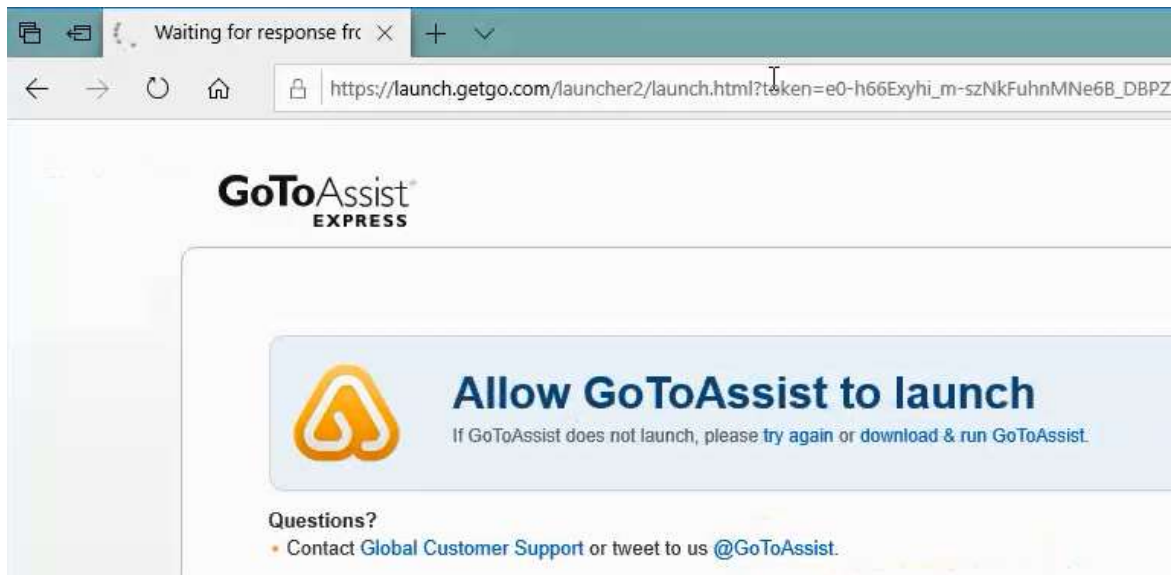 Waiting for response frc
https://launch.getgo.com/launcher2/launch.html?token=e0-h66Exyhi_m-szNkFuhnMNe6B_DBPZ
GoToAssist
EXPRESS
Allow GoToAssist to launch
If GoToAssist does not launch, please try again or download & run GoToAssist.
Questions?
• Contact Global Customer Support or tweet to us @GoToAssist.